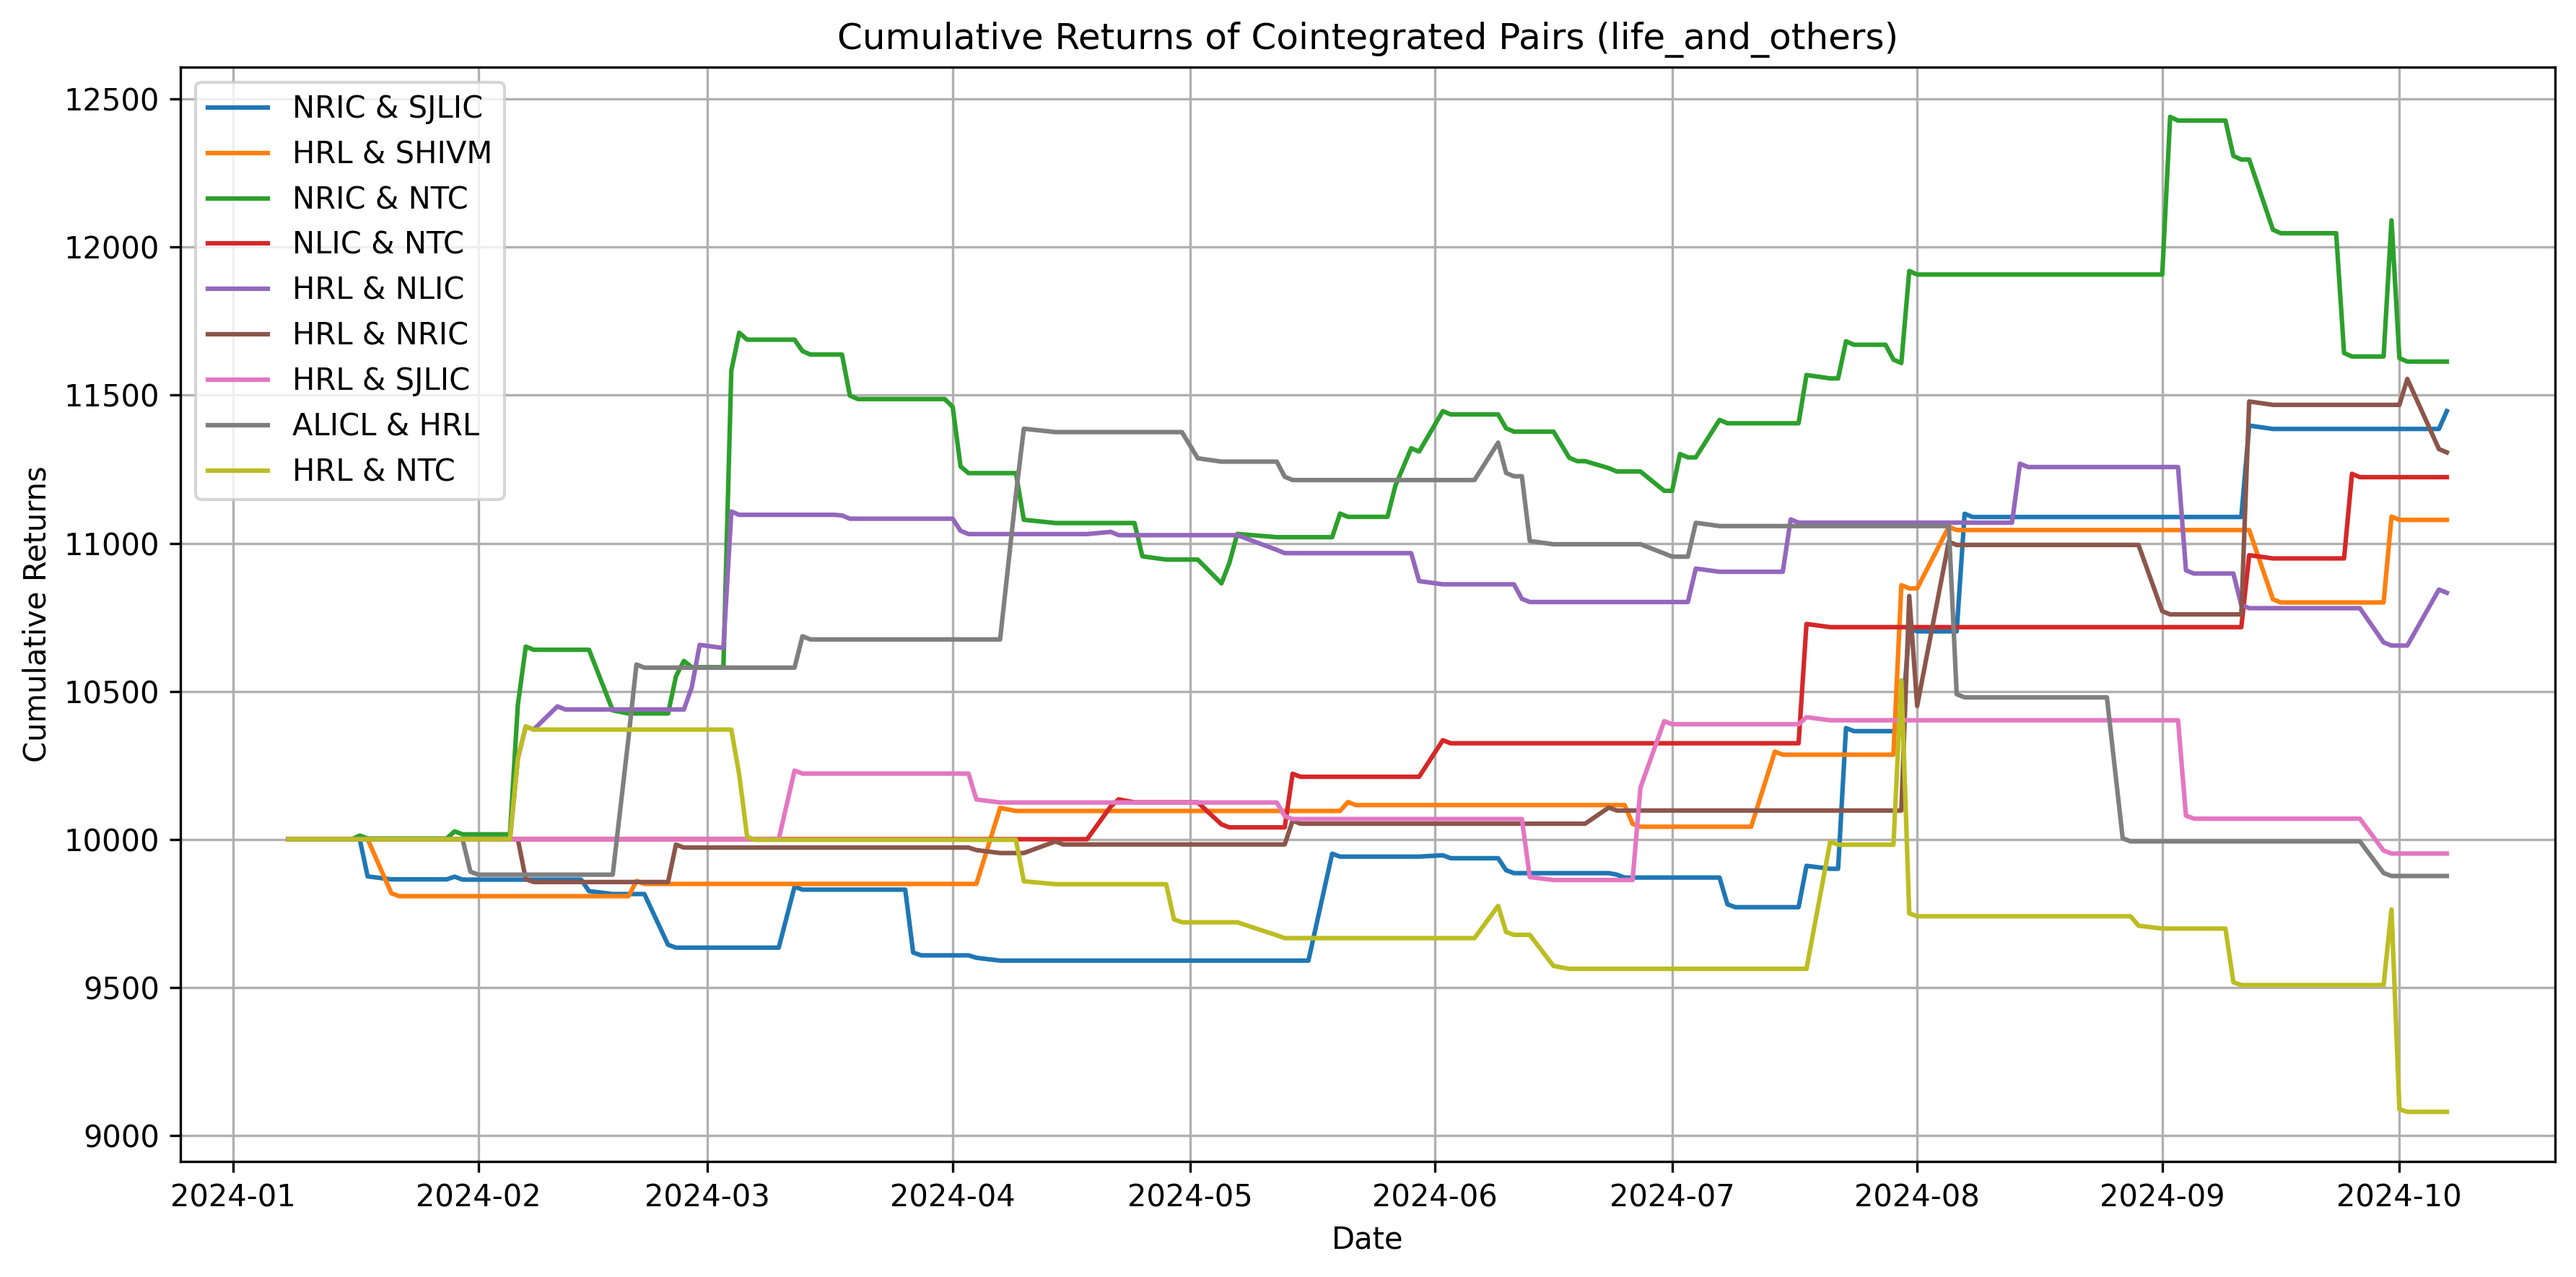 Cumulative Returns of Cointegrated Pairs (life_and_others)
12500
12000
11500
11000
10500
10000
9500
9000
Cumulative Returns
NRIC & SJLIC
HRL & SHIVM
NRIC & NTC
NLIC & NTC
HRL & NLIC
HRL & NRIC
HRL & SJLIC
ALICL & HRL
HRL & NTC
2024-01 2024-02 2024-03 2024-04 2024-05 2024-06 2024-07 2024-08 2024-09 2024-10
Date